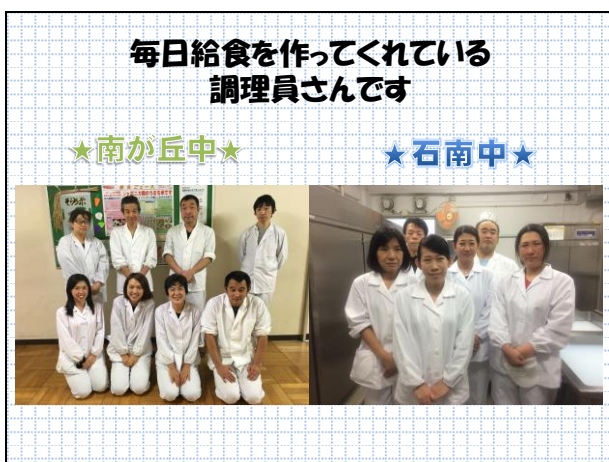 毎日給食を作ってくれている
調理員さんです
★南が丘中★
★石南中★